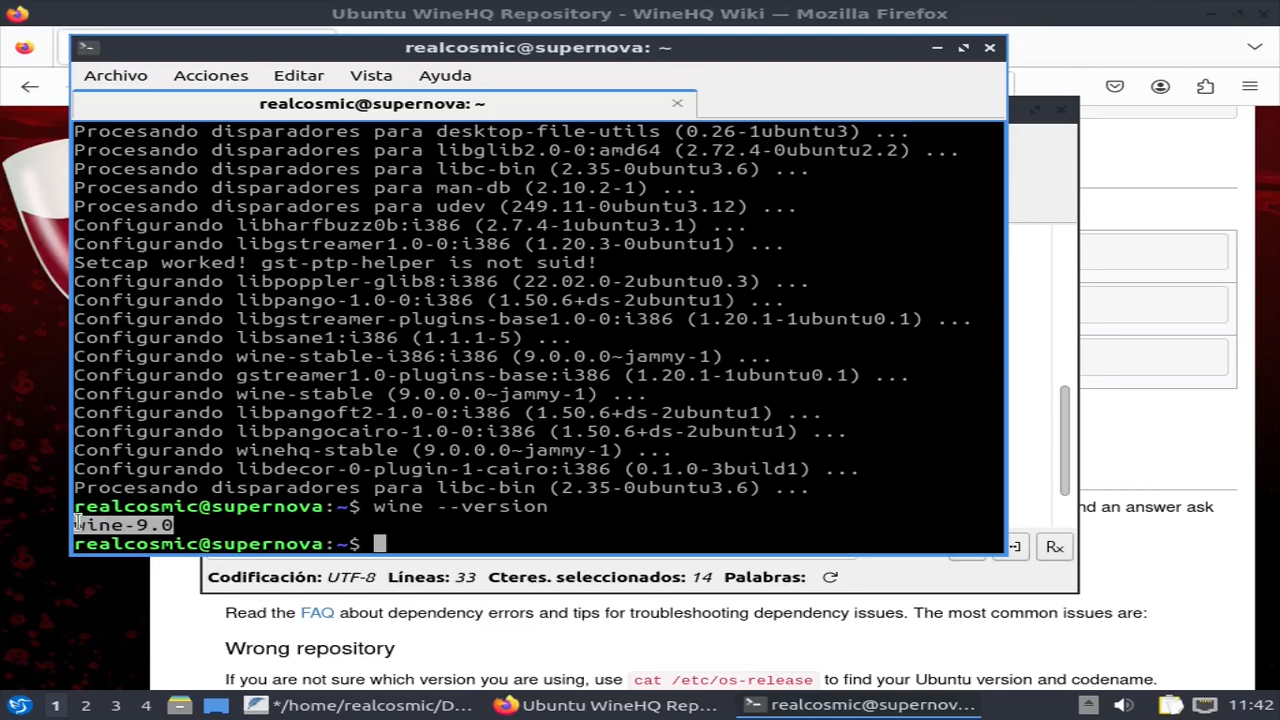 Ubuntu WineHQ Repository - WineHQ Wiki — Mozilla Firefox
realcosmic@supernova: ~
Archivo Acciones Editar Vista Ayuda
realcosmic@supernova: ~
Procesando disparadores para desktop-file-utils (0.26-1ubuntu3) ...
Procesando disparadores para libglib2.0-0:amd64 (2.72.4-0ubuntu2.2) ...
Procesando disparadores para libc-bin (2.35-0ubuntu3.6) ...
Procesando disparadores para man-db (2.10.2-1) ...
Procesando disparadores para udev (249.11-0ubuntu3.12) ...
Configurando libharfbuzz0b:i386 (2.7.4-1ubuntu3.1) ...
Configurando libgstreamer1.0-0:i386 (1.20.3-0ubuntu1) ...
Setcap worked! gst-ptp-helper is not suid!
Configurando libpoppler-glib8:i386 (22.02.0-2ubuntu0.3) ...
Configurando libpango-1.0-0:i386 (1.50.6+ds-2ubuntu1) ...
Configurando libgstreamer-plugins-base1.0-0:i386 (1.20.1-1ubuntu0.1) ...
Configurando libsane1:i386 (1.1.1-5) ...
Configurando wine-stable-i386:i386 (9.0.0.0~jammy-1) ...
Configurando gstreamer1.0-plugins-base:i386 (1.20.1-1ubuntu0.1) ...
Configurando wine-stable (9.0.0.0~jammy-1) ...
Configurando libpangoft2-1.0-0:i386 (1.50.6+ds-2ubuntu1) ...
Configurando libpangocairo-1.0-0:i386 (1.50.6+ds-2ubuntu1) ...
Configurando winehq-stable (9.0.0.0~jammy-1) ...
Configurando libdecor-0-plugin-1-cairo:i386 (0.1.0-3build1) ...
Procesando disparadores para libc-bin (2.35-0ubuntu3.6) ...
realcosmic@supernova:~$ wine --version
wine-9.0
realcosmic@supernova:~$
nd an answer ask
Rx
Codificación: UTF-8 Líneas: 33 Cteres. seleccionados: 14 Palabras:
Read the FAQ about dependency errors and tips for troubleshooting dependency issues. The most common issues are:
Wrong repository
If you are not sure which version you are using, use cat /etc/os-release to find your Ubuntu version and codename.
1 2 3 4 */home/realcosmic/D... Ubuntu WineHQ Rep... realcosmic@supernov... 11:42